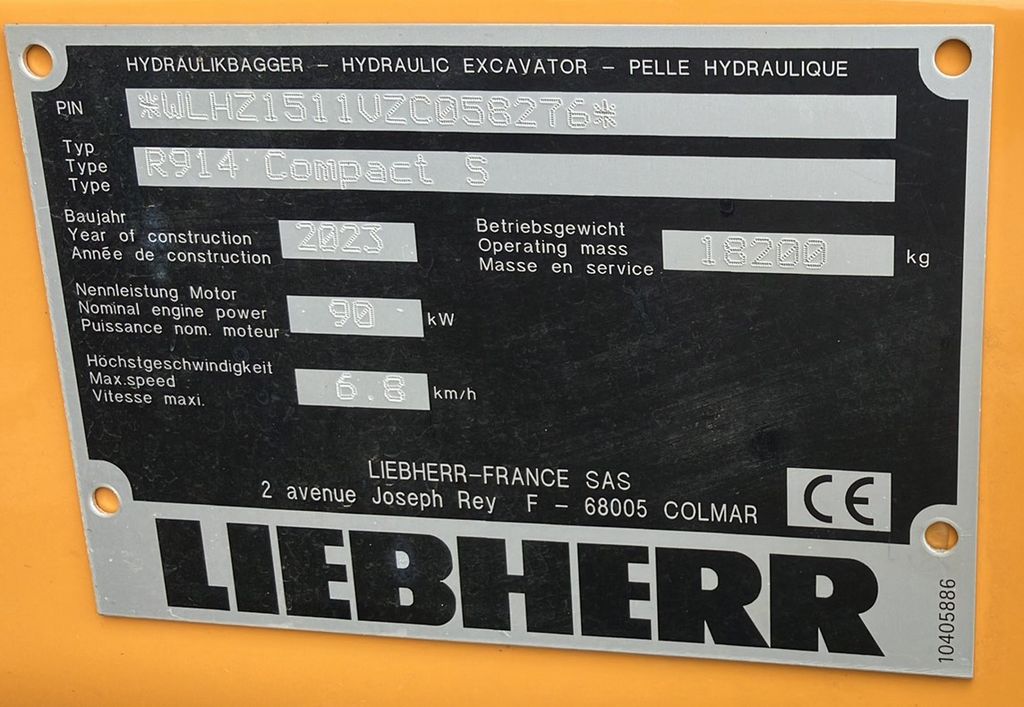 HYDRAULIKBAGGER – HYDRAULIC EXCAVATOR – PELLE HYDRAULIQUE
PIN *WLHZ1511VZC058276*
Typ
Type R914 Compact S
Type
Baujahr
Year of construction 2023
Année de construction
Betriebsgewicht
Operating mass 18200 kg
Masse en service
Nennleistung Motor
Nominal engine power 90 kW
Puissance nom. moteur
Höchstgeschwindigkeit
Max.speed 6.8 km/h
Vitesse maxi.
LIEBHERR–FRANCE SAS
2 avenue Joseph Rey F – 68005 COLMAR
CE
LIEBHERR
10405886